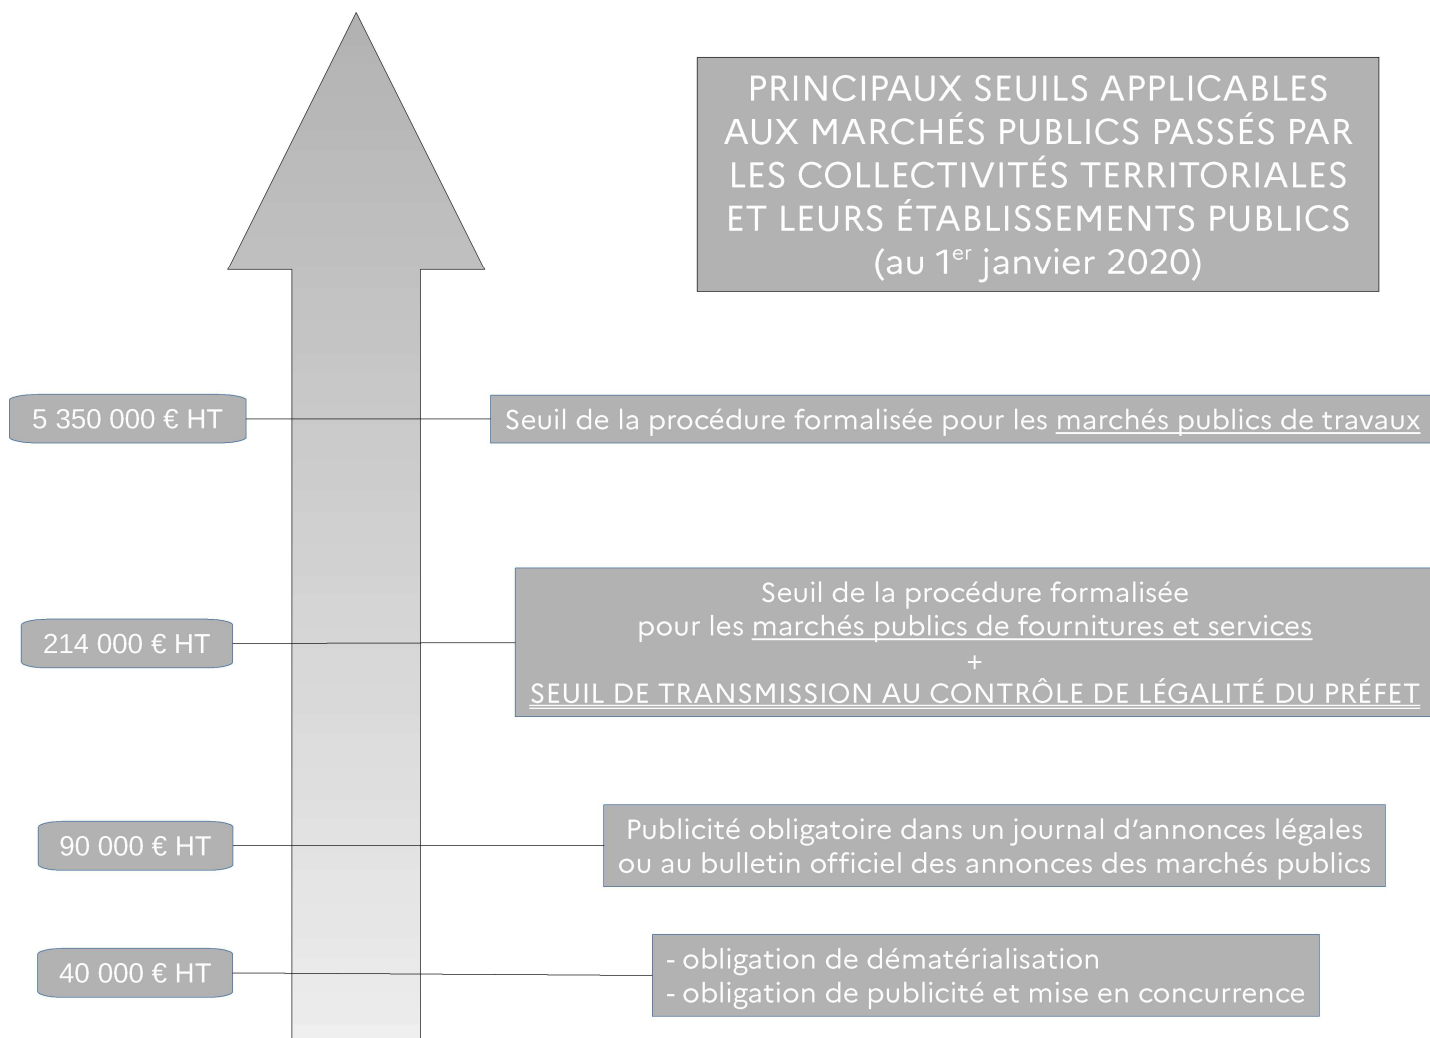 PRINCIPAUX SEUILS APPLICABLES
AUX MARCHÉS PUBLICS PASSÉS PAR
LES COLLECTIVITÉS TERRITORIALES
ET LEURS ÉTABLISSEMENTS PUBLICS
(au 1er janvier 2020)
5 350 000 € HT
Seuil de la procédure formalisée pour les marchés publics de travaux
214 000 € HT
Seuil de la procédure formalisée
pour les marchés publics de fournitures et services
+
SEUIL DE TRANSMISSION AU CONTRÔLE DE LÉGALITÉ DU PRÉFET
90 000 € HT
Publicité obligatoire dans un journal d’annonces légales
ou au bulletin officiel des annonces des marchés publics
40 000 € HT
- obligation de dématérialisation
- obligation de publicité et mise en concurrence